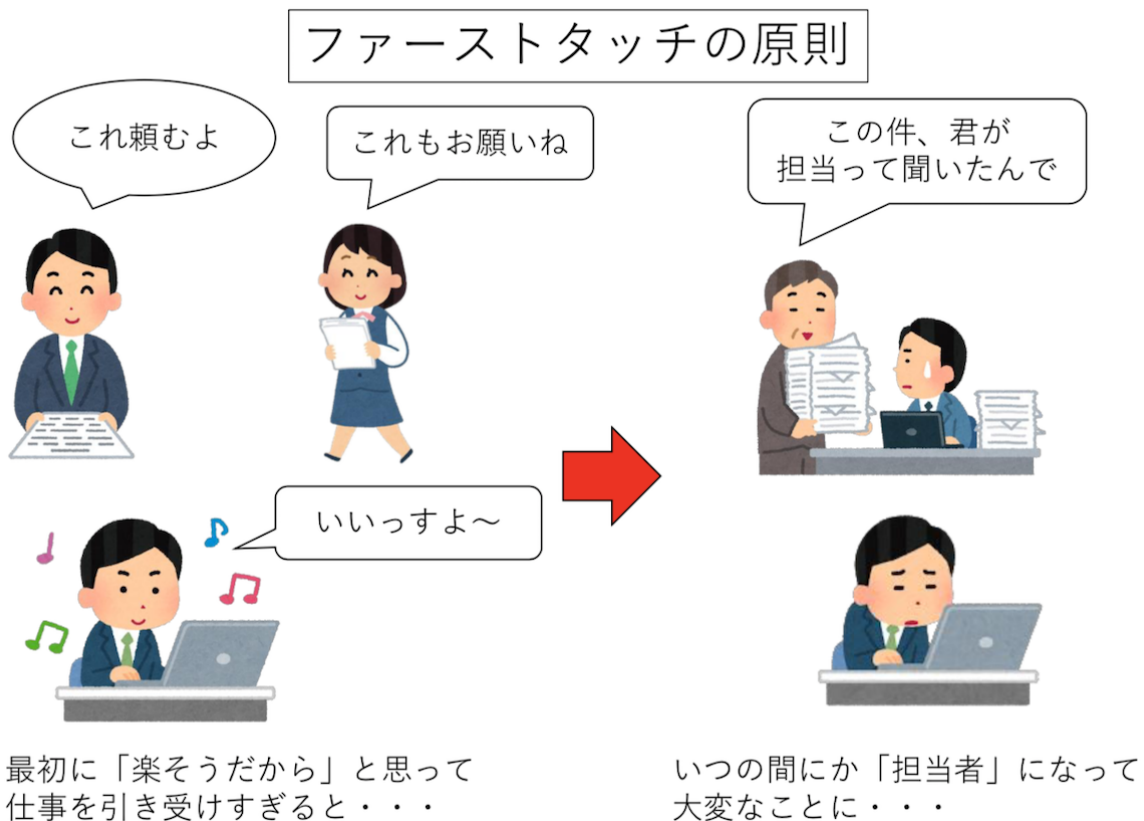 ファーストタッチの原則
これ頼むよ
これもお願いね
いいっすよ〜
この件、君が
担当って聞いたんで
最初に「楽そうだから」と思って
仕事を引き受けすぎると・・・
いつの間にか「担当者」になって
大変なことに・・・